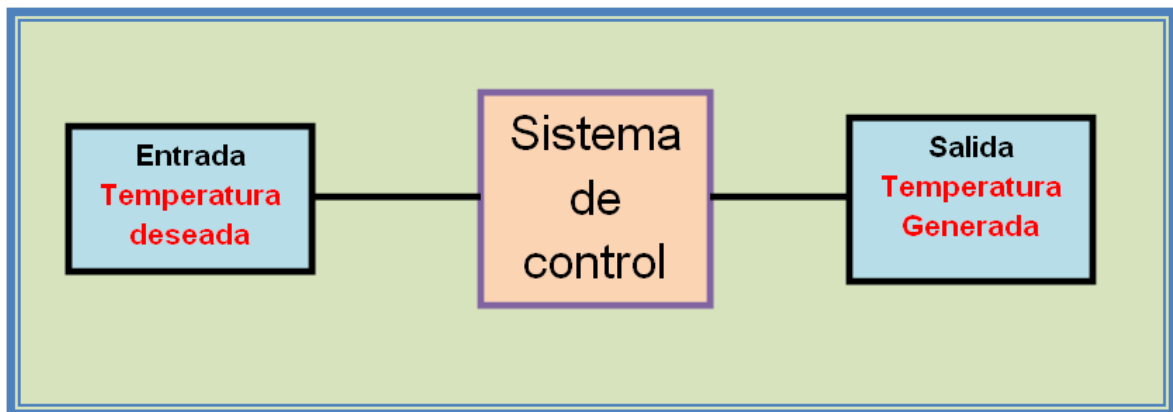 Entrada
Temperatura
deseada
Sistema
de
control
Salida
Temperatura
Generada